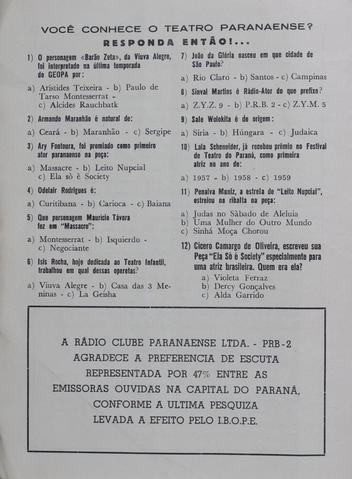 VOCÊ CONHECE O TEATRO PARANAENSE?
RESPONDA ENTÃO!...
1) O personagem «Barão Zeta», da Viuva Alegre,
foi interpretado na última temporada
do GEOPA por:
a) Aristides Teixeira - b) Paulo de
Tarso Montesserrat -
c) Alcides Rauchbatk
2) Armando Maranhão é natural de:
a) Ceará - b) Maranhão - c) Sergipe
3) Ary Fontoura, foi premiado como primeiro
ator paranaense na peça:
a) Massacre - b) Leito Nupcial
c) Ela só é Society
4) Odelair Rodrigues é:
a) Curitibana - b) Carioca - c) Baiana
5) Que personagem Mauricio Távora
fez em "Massacro":
a) Montesserrat - b) Isquierdo -
c) Negociante
6) Isis Rocha, hoje dedicada ao Teatro Infantil,
trabalhou em qual dessas operetas?
a) Viuva Alegre - b) Casa das 3 Me-
ninas - c) La Geisha
7) João da Glória nasceu em que cidade de
São Paulo?
a) Rio Claro - b) Santos - c) Campinas
8) Sinval Martins é Rádio-Ator do que prefixo?
a) Z.Y.Z. 9 - b) P.R.B. 2 - c) Z.Y.M. 5
9) Sale Wolokita é de origem:
a) Siria - b) Húngara - c) Judaica
10) Lala Schneider, já recebeu prêmio no Festival
de Teatro do Paraná, como primeira
atriz no ano de:
a) 1957 - b) 1958 - c) 1959
11) Penalva Muniz, a estrela de "Leito Nupcial",
estreiou na ribalta na peça:
a) Judas no Sàbado de Aleluia
b) Uma Mulher do Outro Mundo
c) Sinhá Moça Chorou
12) Cicero Camargo de Oliveira, escreveu sua
Peça "Ela Só é Society" especialmente para
uma atriz brasileira. Quem era ela?
a) Violeta Ferraz
b) Dercy Gonçalves
c) Alda Garrido
A RÁDIO CLUBE PARANAENSE LTDA. - PRB-2
AGRADECE A PREFERENCIA DE ESCUTA
REPRESENTADA POR 47% ENTRE AS
EMISSORAS OUVIDAS NA CAPITAL DO PARANÁ,
CONFORME A ULTIMA PESQUIZA
LEVADA A EFEITO PELO I.B.O.P.E.